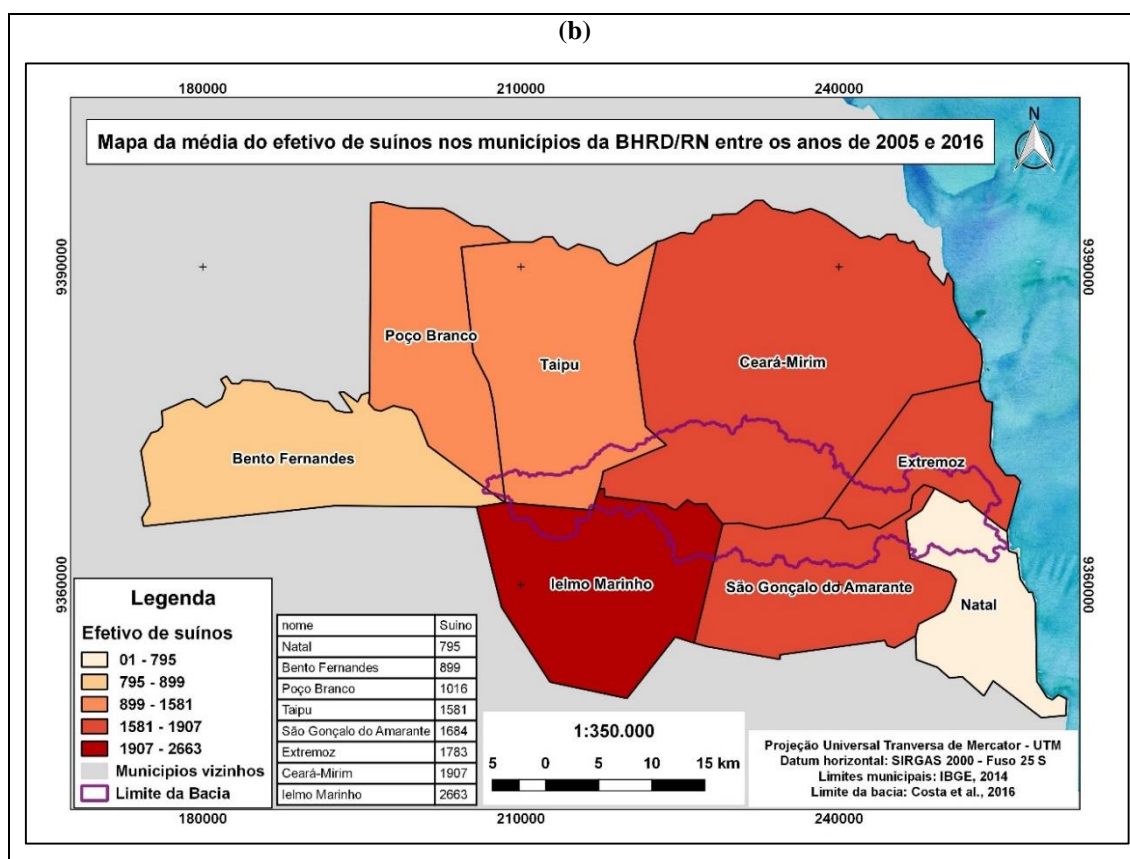 (b)
180000 210000 240000
Mapa da média do efetivo de suínos nos municípios da BHRD/RN entre os anos de 2005 e 2016
N
9390000 9390000
Poço Branco
Taipu
Ceará-Mirim
Bento Fernandes
Extremoz
Ielmo Marinho
São Gonçalo do Amarante
Natal
9360000 9360000
Legenda
Efetivo de suínos
01 - 795
795 - 899
899 - 1581
1581 - 1907
1907 - 2663
Municipios vizinhos
Limite da Bacia
nome Suino
Natal 795
Bento Fernandes 899
Poço Branco 1016
Taipu 1581
São Gonçalo do Amarante 1684
Extremoz 1783
Ceará-Mirim 1907
Ielmo Marinho 2663
1:350.000
5 0 5 10 15 km
Projeção Universal Tranversa de Mercator - UTM
Datum horizontal: SIRGAS 2000 - Fuso 25 S
Limites municipais: IBGE, 2014
Limite da bacia: Costa et al., 2016
180000 210000 240000